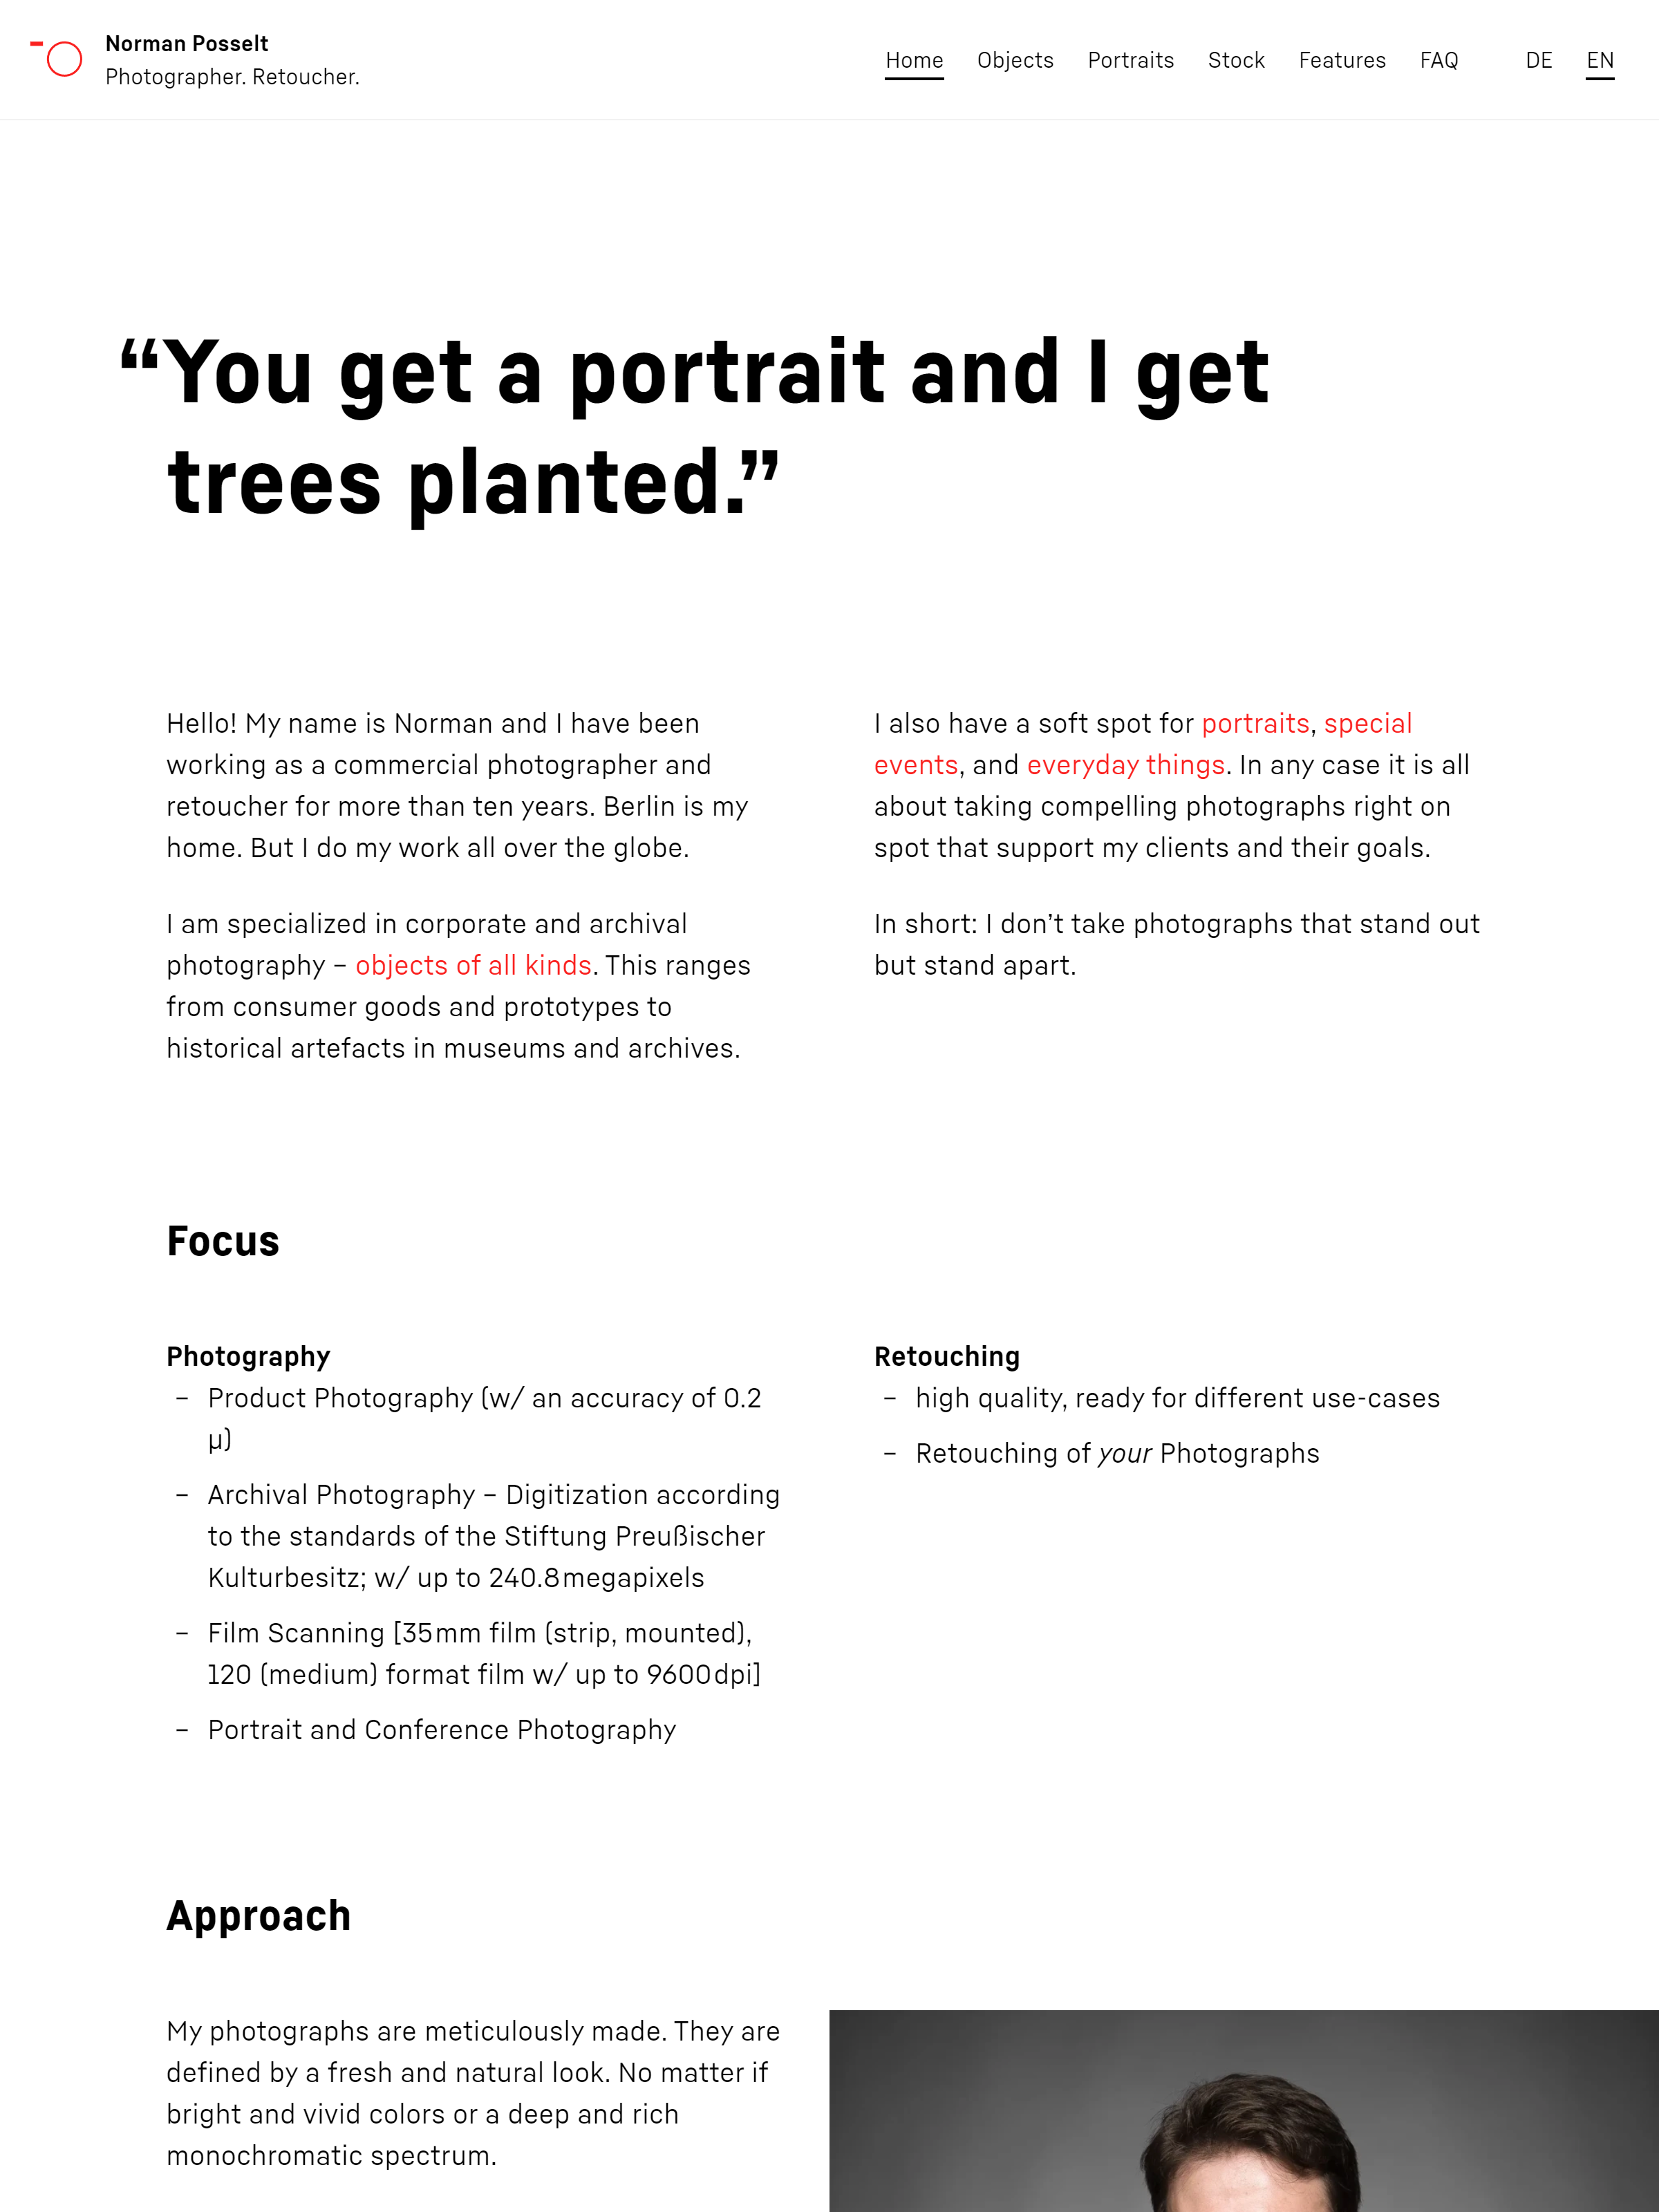 Norman Posselt
Photographer. Retoucher.
Home Objects Portraits Stock Features FAQ DE EN
“You get a portrait and I get
trees planted.”
Hello! My name is Norman and I have been
working as a commercial photographer and
retoucher for more than ten years. Berlin is my
home. But I do my work all over the globe.
I am specialized in corporate and archival
photography – objects of all kinds. This ranges
from consumer goods and prototypes to
historical artefacts in museums and archives.
I also have a soft spot for portraits, special
events, and everyday things. In any case it is all
about taking compelling photographs right on
spot that support my clients and their goals.
In short: I don’t take photographs that stand out
but stand apart.
Focus
Photography
– Product Photography (w/ an accuracy of 0.2
µ)
– Archival Photography – Digitization according
to the standards of the Stiftung Preußischer
Kulturbesitz; w/ up to 240.8 megapixels
– Film Scanning [35 mm film (strip, mounted),
120 (medium) format film w/ up to 9600 dpi]
– Portrait and Conference Photography
Retouching
– high quality, ready for different use-cases
– Retouching of your Photographs
Approach
My photographs are meticulously made. They are
defined by a fresh and natural look. No matter if
bright and vivid colors or a deep and rich
monochromatic spectrum.